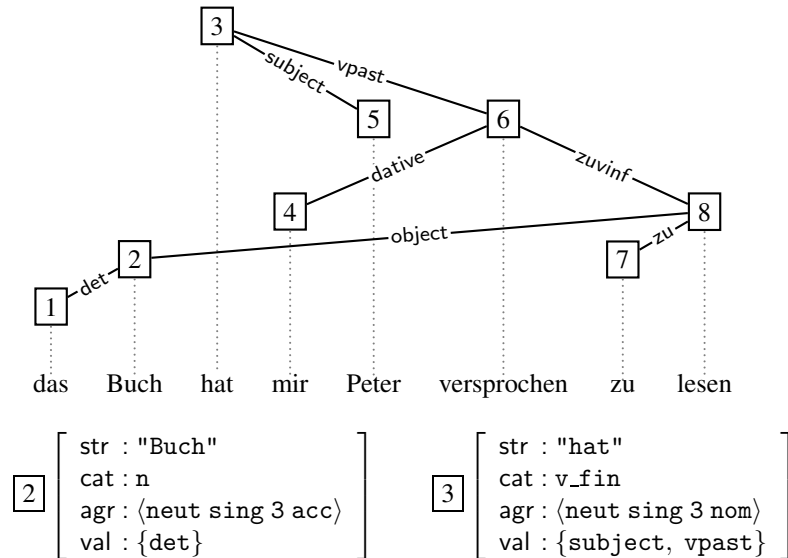 3
subject vpast
5 6
dative zuvinf
4 8
object zu
2 7
det
1
das Buch hat mir Peter versprochen zu lesen
2 str : "Buch"
cat : n
agr : ⟨neut sing 3 acc⟩
val : {det}
3 str : "hat"
cat : v_fin
agr : ⟨neut sing 3 nom⟩
val : {subject, vpast}